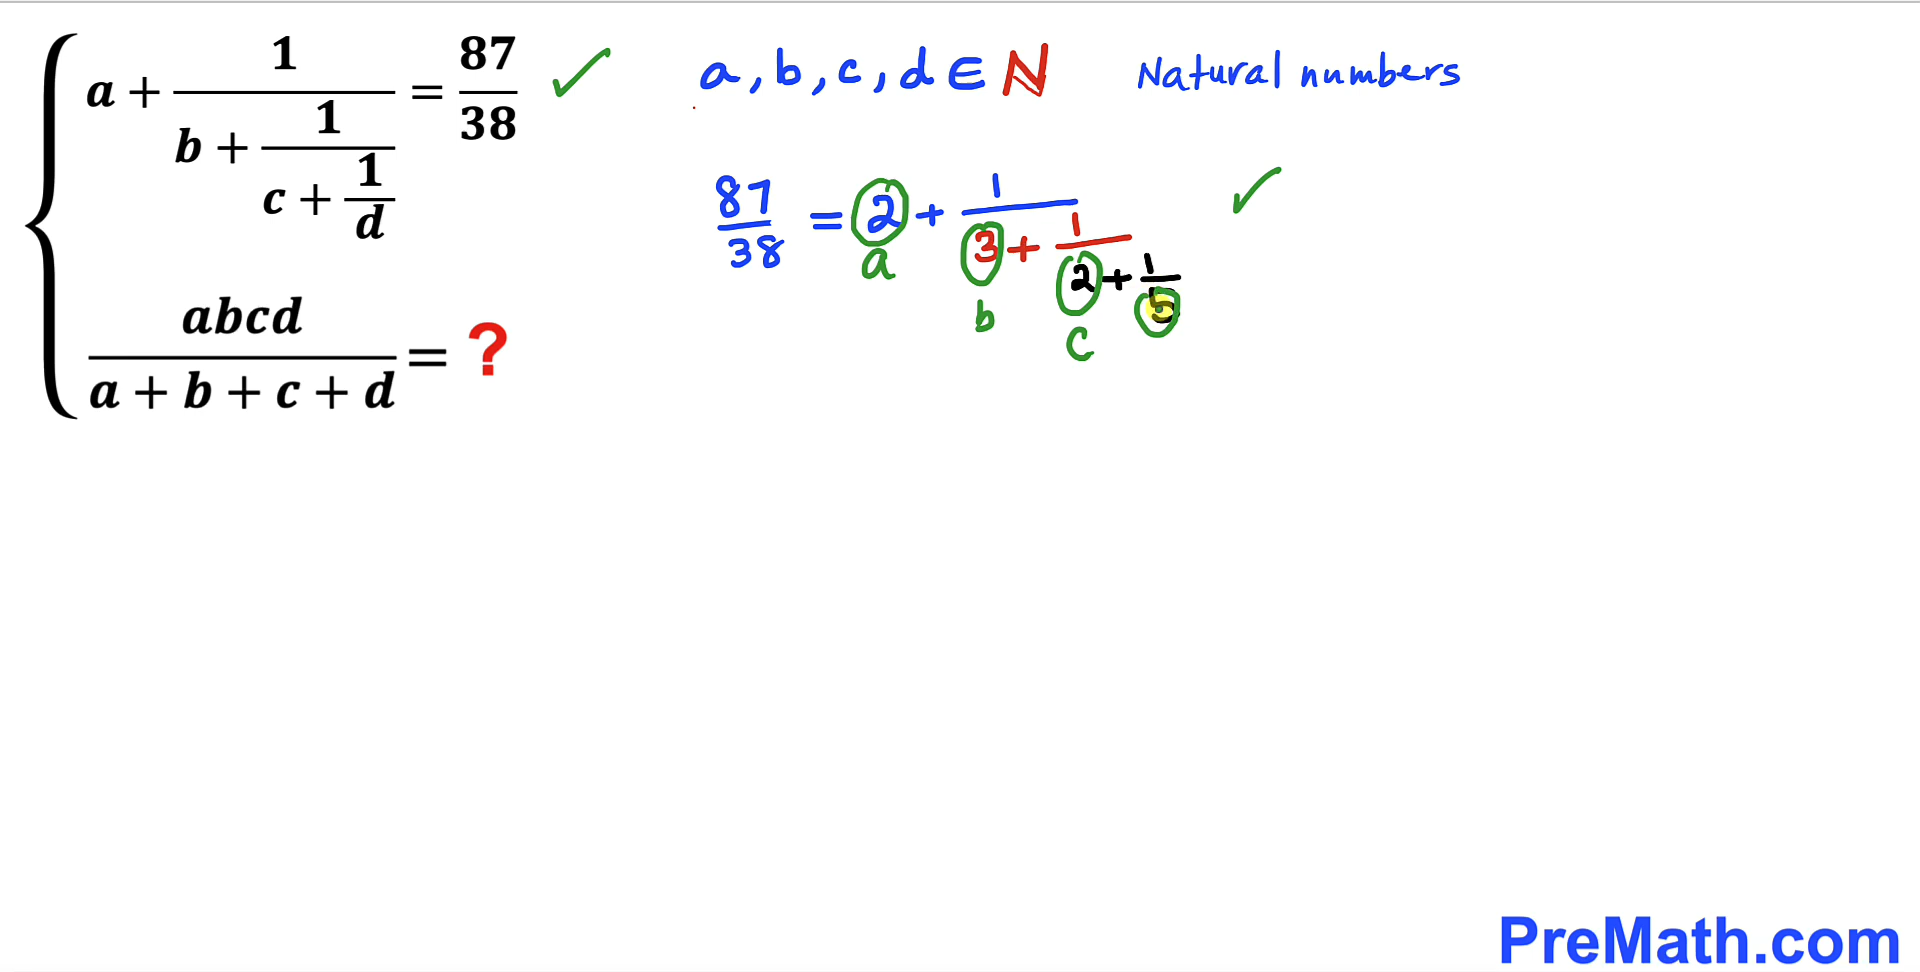 a + 1/(b + 1/(c + 1/d)) = 87/38
abcd/(a + b + c + d) = ?
a, b, c, d ∈ ℕ Natural numbers
87/38 = 2 + 1/(3 + 1/(2 + 1/5))
a
b
c
PreMath.com